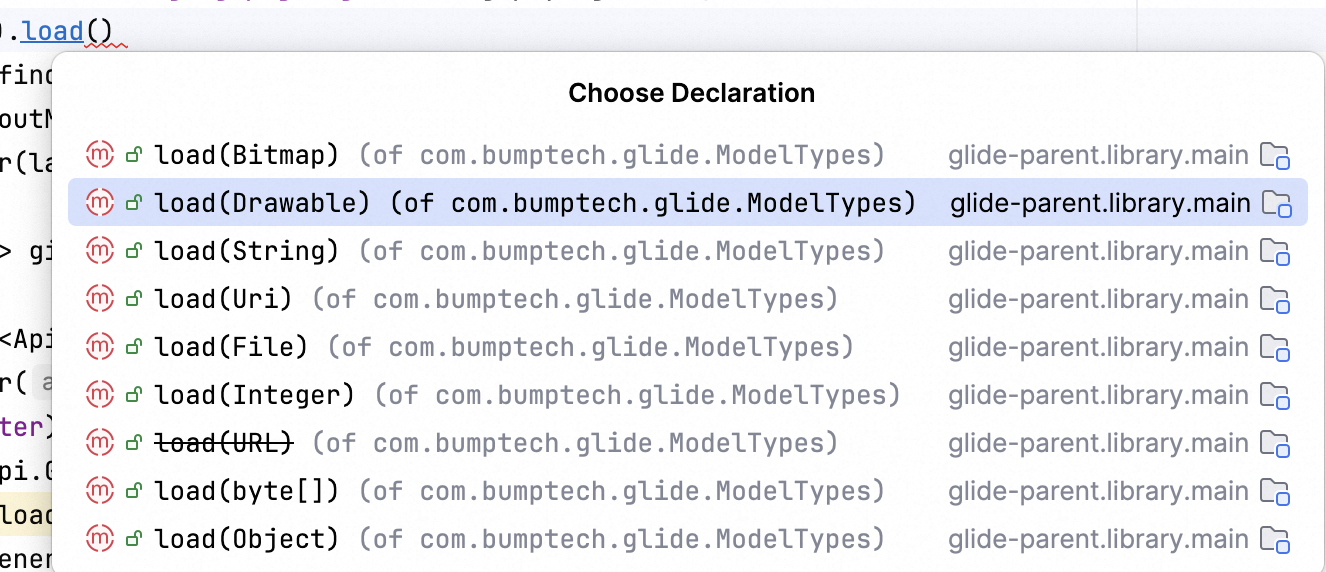 ).load()
Choose Declaration
load(Bitmap) (of com.bumptech.glide.ModelTypes) glide-parent.library.main
r(la
load(Drawable) (of com.bumptech.glide.ModelTypes) glide-parent.library.main
> gi
load(String) (of com.bumptech.glide.ModelTypes) glide-parent.library.main
load(Uri) (of com.bumptech.glide.ModelTypes) glide-parent.library.main
<Api
load(File) (of com.bumptech.glide.ModelTypes) glide-parent.library.main
r( a
load(Integer) (of com.bumptech.glide.ModelTypes) glide-parent.library.main
ter)
load(URL) (of com.bumptech.glide.ModelTypes) glide-parent.library.main
load(byte[]) (of com.bumptech.glide.ModelTypes) glide-parent.library.main
load
load(Object) (of com.bumptech.glide.ModelTypes) glide-parent.library.main
ener